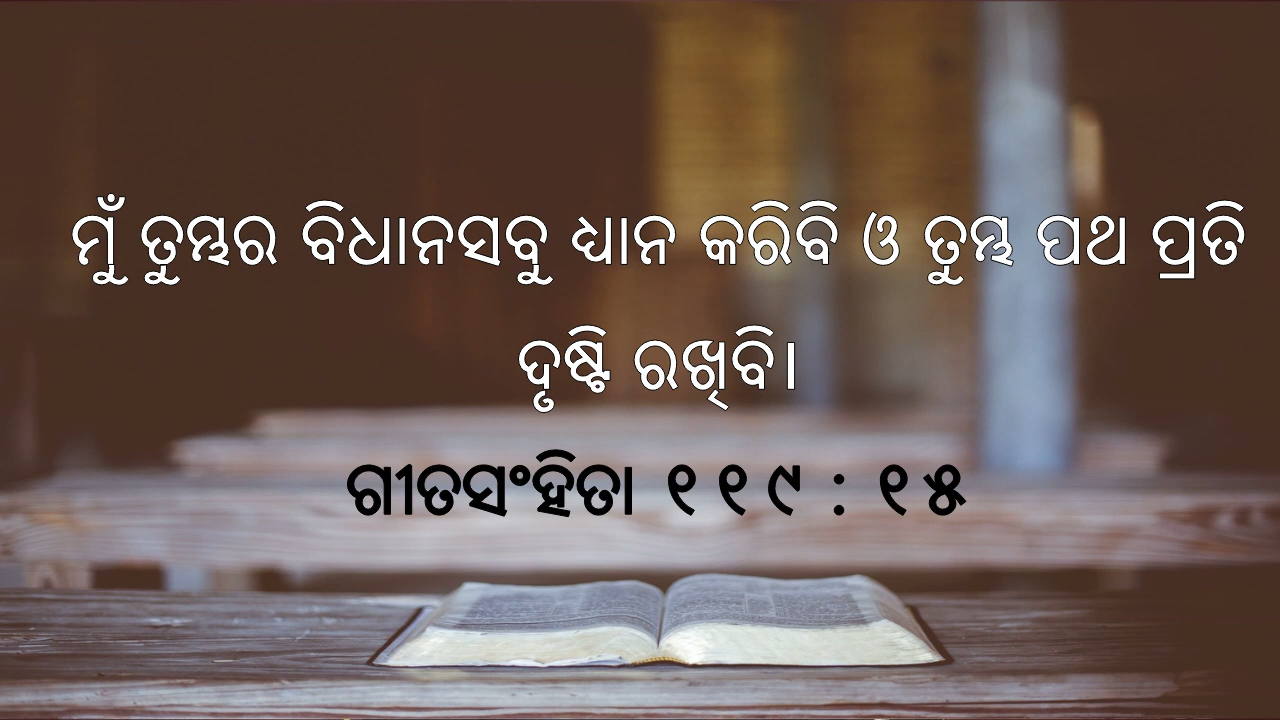 ମୁଁ ତୁମ୍ଭର ବିଧାନସବୁ ଧ୍ୟାନ କରିବି ଓ ତୁମ୍ଭ ପଥ ପ୍ରତି
ଦୃଷ୍ଟି ରଖିବି।
ଗୀତସଂହିତା ୧୧୯ : ୧୫